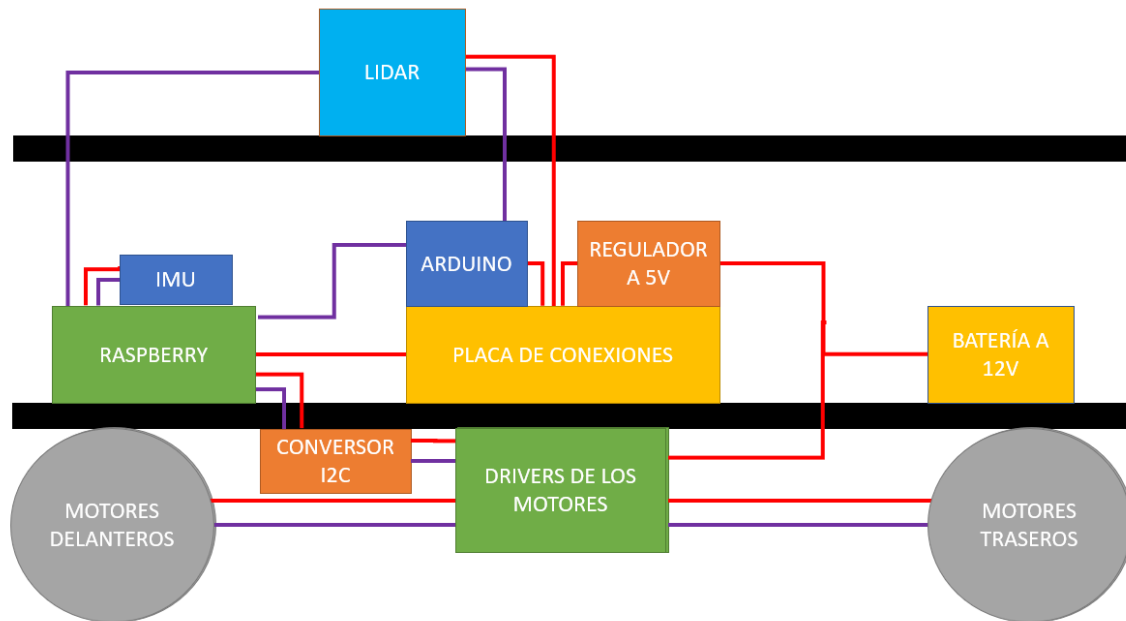 LIDAR
ARDUINO
REGULADOR
A 5V
IMU
RASPBERRY
PLACA DE CONEXIONES
BATERÍA A
12V
CONVERSOR
I2C
DRIVERS DE LOS
MOTORES
MOTORES
DELANTEROS
MOTORES
TRASEROS